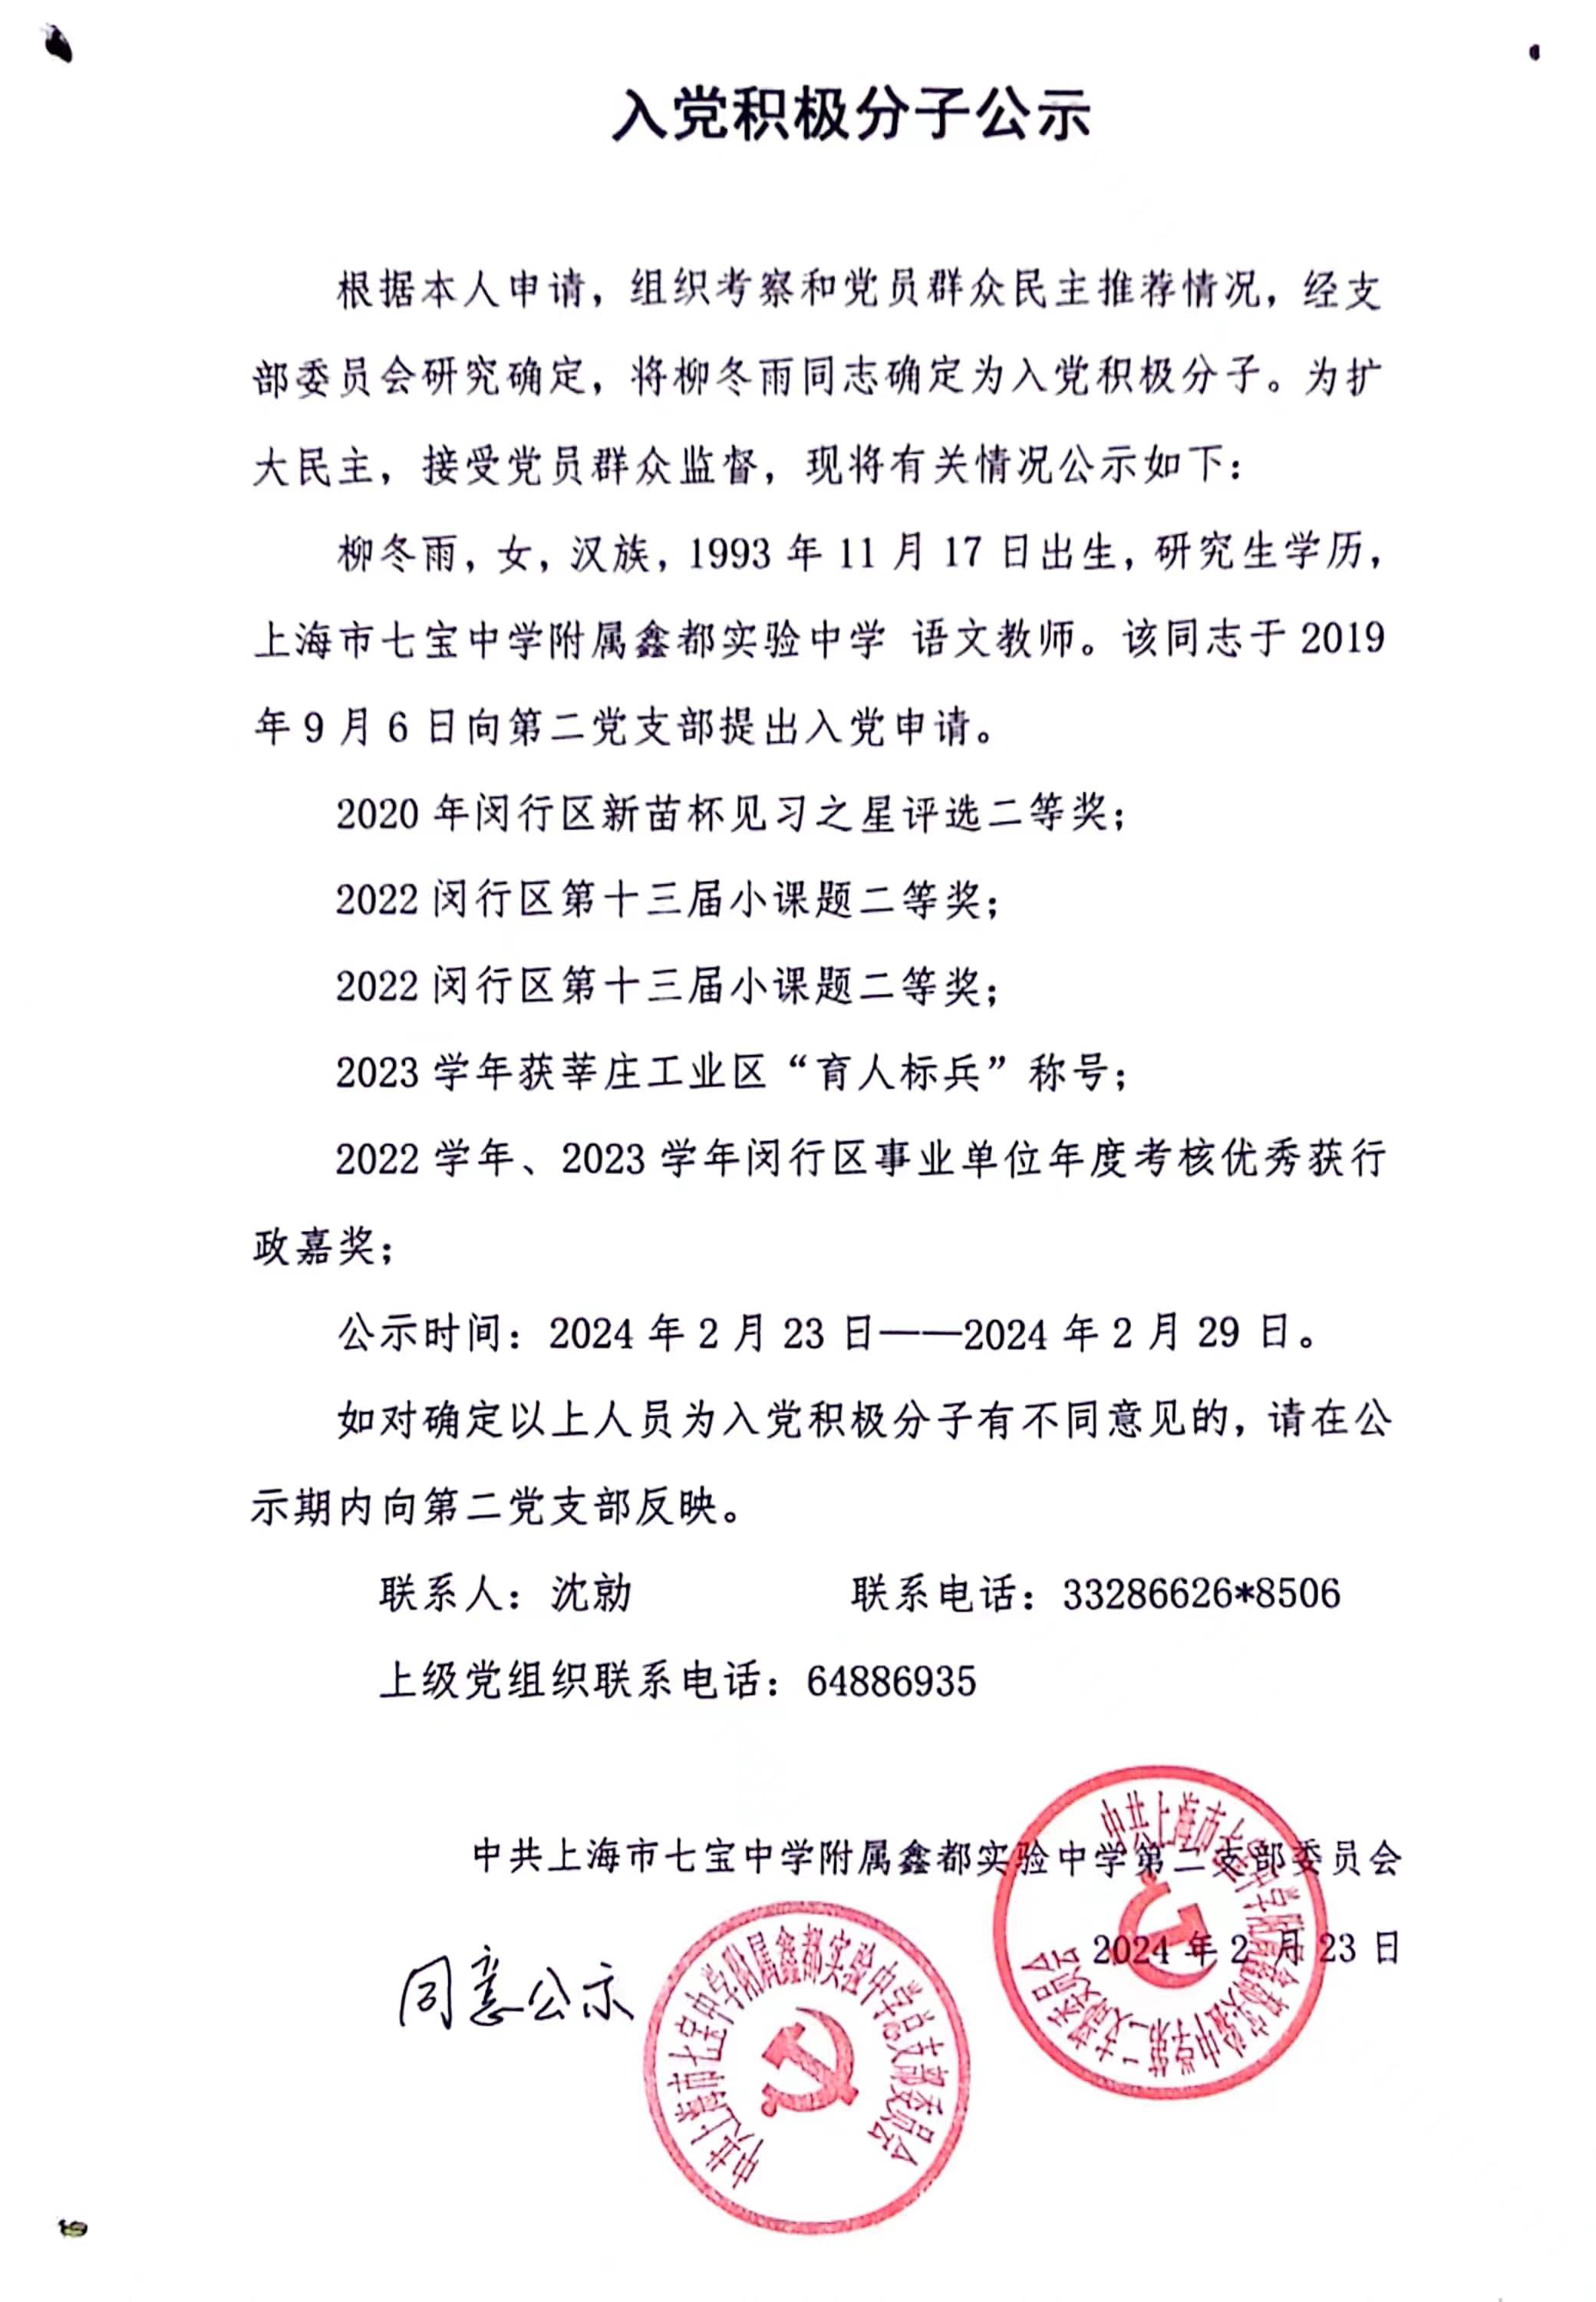 入党积极分子公示
根据本人申请，组织考察和党员群众民主推荐情况，经支
部委员会研究确定，将柳冬雨同志确定为入党积极分子。为扩
大民主，接受党员群众监督，现将有关情况公示如下：
柳冬雨，女，汉族，1993 年 11 月 17 日出生，研究生学历，
上海市七宝中学附属鑫都实验中学 语文教师。该同志于 2019
年 9 月 6 日向第二党支部提出入党申请。
2020 年闵行区新苗杯见习之星评选二等奖；
2022 闵行区第十三届小课题二等奖；
2022 闵行区第十三届小课题二等奖；
2023 学年获莘庄工业区“育人标兵”称号；
2022 学年、2023 学年闵行区事业单位年度考核优秀获行
政嘉奖；
公示时间：2024 年 2 月 23 日——2024 年 2 月 29 日。
如对确定以上人员为入党积极分子有不同意见的，请在公
示期内向第二党支部反映。
联系人：沈勍 联系电话：33286626*8506
上级党组织联系电话：64886935
中共上海市七宝中学附属鑫都实验中学第二支部委员会
2024 年 2 月 23 日
同意公示
中共上海市七宝中学附属鑫都实验中学总支部委员会
中共上海市七宝中学附属鑫都实验中学第二支部委员会